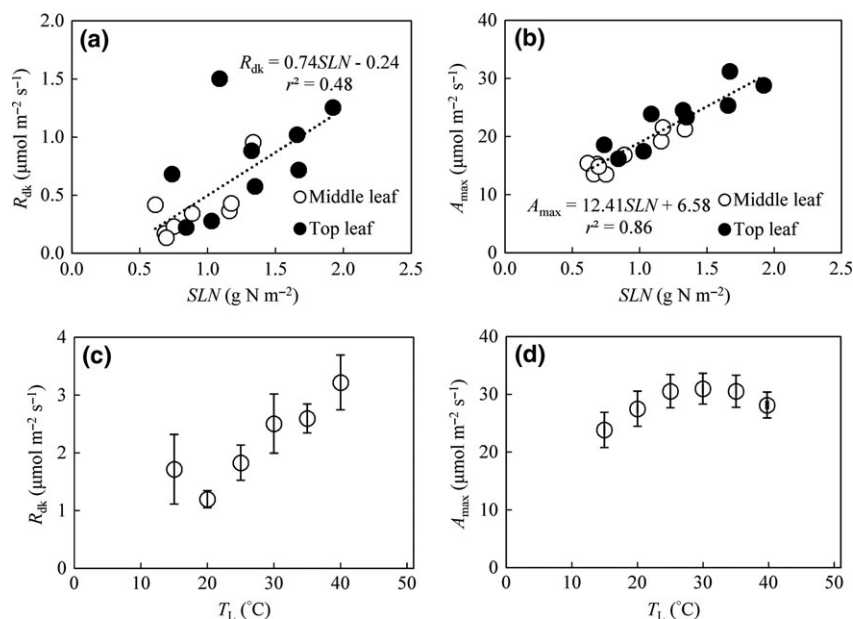 (a)
R_dk = 0.74SLN - 0.24
r² = 0.48
2.0
1.5
1.0
0.5
0.0
R_dk (μmol m⁻² s⁻¹)
Middle leaf
Top leaf
0.0 0.5 1.0 1.5 2.0 2.5
SLN (g N m⁻²)
(b)
40
30
20
10
0
A_max (μmol m⁻² s⁻¹)
Middle leaf
A_max = 12.41SLN + 6.58
r² = 0.86
Top leaf
0.0 0.5 1.0 1.5 2.0 2.5
SLN (g N m⁻²)
(c)
4
3
2
1
0
R_dk (μmol m⁻² s⁻¹)
0 10 20 30 40 50
T_L (°C)
(d)
40
30
20
10
0
A_max (μmol m⁻² s⁻¹)
0 10 20 30 40 50
T_L (°C)